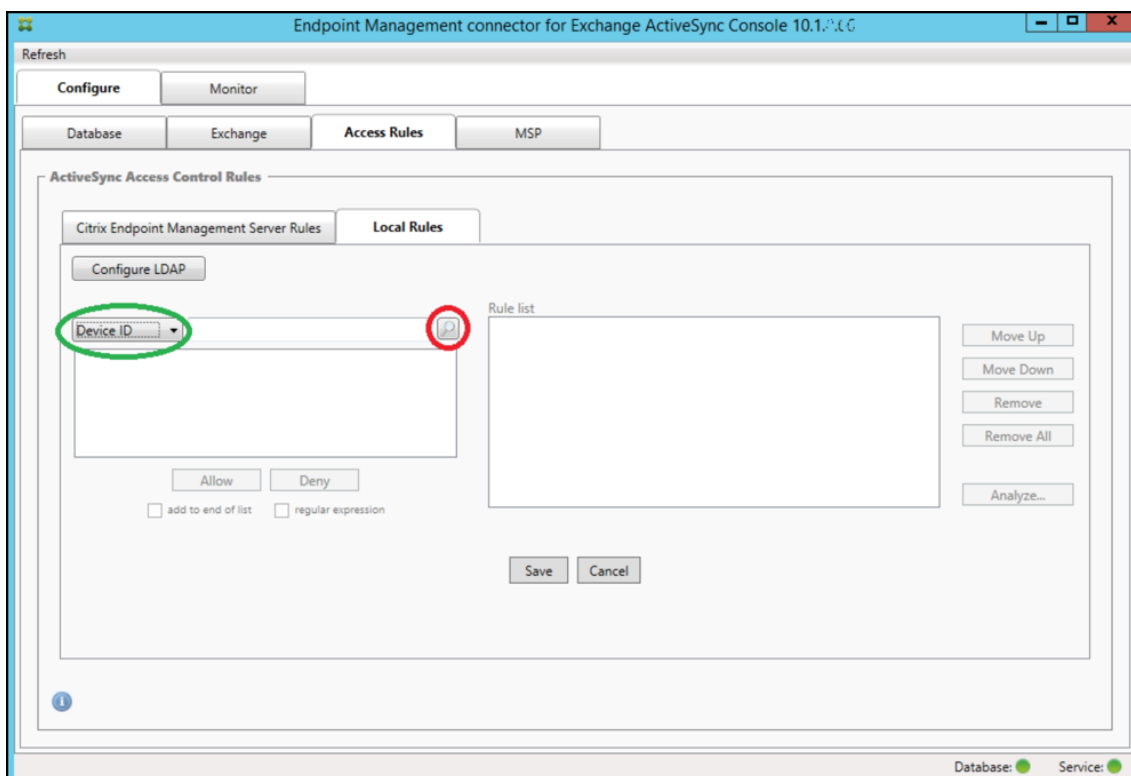 Endpoint Management connector for Exchange ActiveSync Console
Refresh
Configure Monitor
Database Exchange Access Rules MSP
ActiveSync Access Control Rules
Citrix Endpoint Management Server Rules Local Rules
Configure LDAP
Rule list
Device ID
Move Up
Move Down
Remove
Remove All
Allow Deny
Analyze...
add to end of list regular expression
Save Cancel
Database: Service: